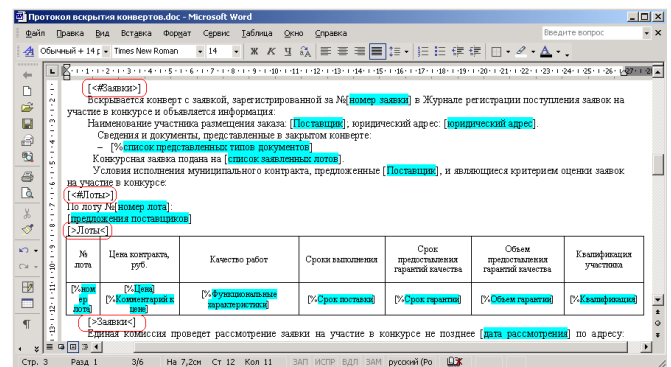 Протокол вскрытия конвертов.doc - Microsoft Word
Файл Правка Вид Вставка Формат Сервис Таблица Окно Справка Введите вопрос
Обычный + 14 г Times New Roman 14 Ж К Ч
[<#Заявки>]
Вскрывается конверт с заявкой, зарегистрированной за №[номер заявки] в Журнале регистрации поступления заявок на
участие в конкурсе и объявляется информация:
Наименование участника размещения заказа: [Поставщик]; юридический адрес: [юридический адрес].
Сведения и документы, представленные в закрытом конверте:
– [%список представленных типов документов]
Конкурсная заявка подана на [список заявленных лотов].
Условия исполнения муниципального контракта, предложенные [Поставщик], и являющиеся критерием оценки заявок
на участие в конкурсе:
[<#Лоты>]
По лоту №[номер лота]:
[предложения поставщиков]
[>Лоты<]
№ лота Цена контракта, руб. Качество работ Сроки выполнения Срок предоставления гарантий качества Объем предоставления гарантий качества Квалификация участника
[%номер лота] [%Цена] [%Комментарий к цене] [%Функциональные характеристики] [%Срок поставки] [%Срок гарантии] [%Объем гарантии] [%Квалификация]
[>Заявки<]
Единая комиссия проведет рассмотрение заявки на участие в конкурсе не позднее [дата рассмотрения] по адресу:
Стр. 3 Разд 1 3/6 На 7,2см Ст 12 Кол 11 ЗАП ИСПР ВДЛ ЗАМ русский (Ро